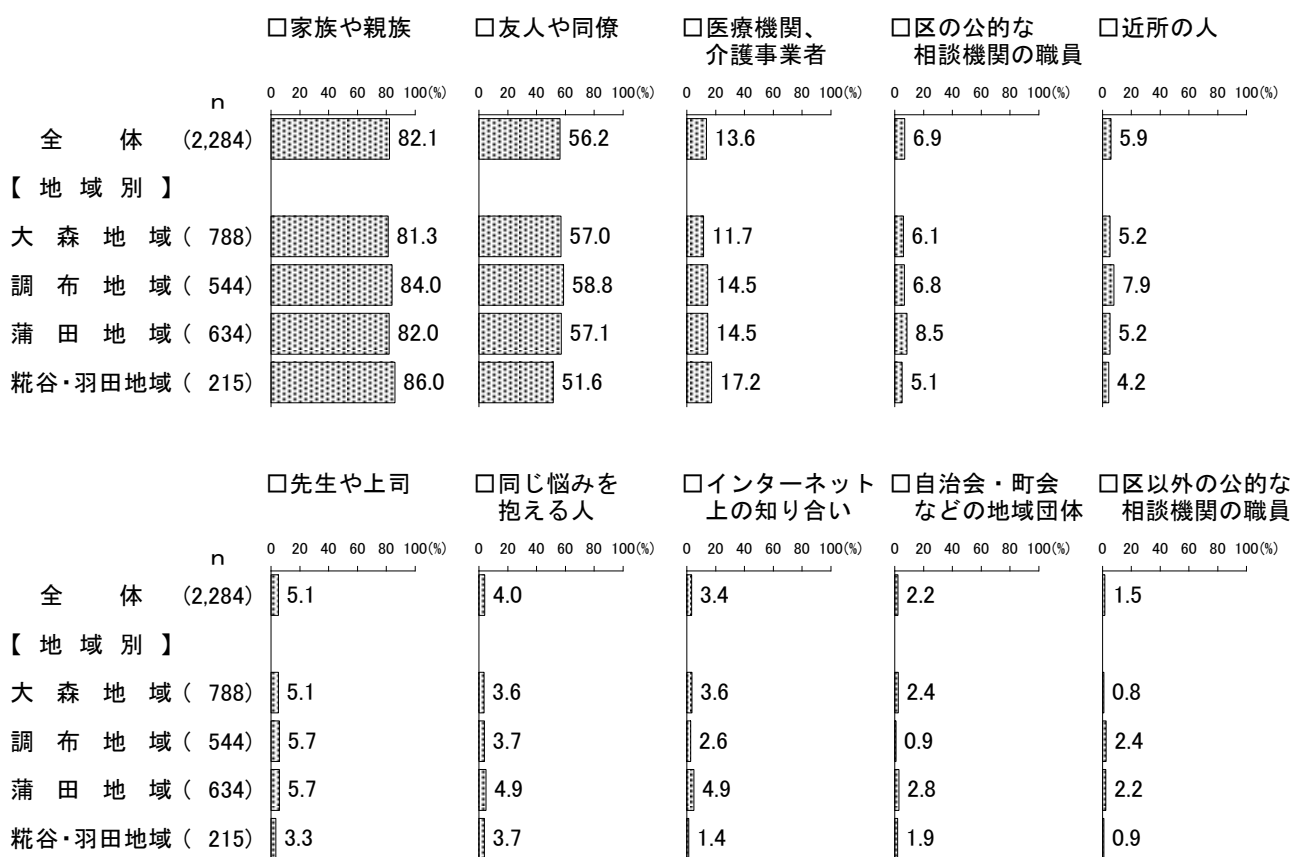 □家族や親族 □友人や同僚 □医療機関、 □区の公的な □近所の人
介護事業者 相談機関の職員
n 0 20 40 60 80 100(%) 0 20 40 60 80 100(%) 0 20 40 60 80 100(%) 0 20 40 60 80 100(%) 0 20 40 60 80 100(%)
全体 (2,284) 82.1 56.2 13.6 6.9 5.9
【地域別】
大森地域( 788) 81.3 57.0 11.7 6.1 5.2
調布地域( 544) 84.0 58.8 14.5 6.8 7.9
蒲田地域( 634) 82.0 57.1 14.5 8.5 5.2
糀谷・羽田地域( 215) 86.0 51.6 17.2 5.1 4.2
□先生や上司 □同じ悩みを □インターネット □自治会・町会 □区以外の公的な
抱える人 上の知り合い などの地域団体 相談機関の職員
n 0 20 40 60 80 100(%) 0 20 40 60 80 100(%) 0 20 40 60 80 100(%) 0 20 40 60 80 100(%) 0 20 40 60 80 100(%)
全体 (2,284) 5.1 4.0 3.4 2.2 1.5
【地域別】
大森地域( 788) 5.1 3.6 3.6 2.4 0.8
調布地域( 544) 5.7 3.7 2.6 0.9 2.4
蒲田地域( 634) 5.7 4.9 4.9 2.8 2.2
糀谷・羽田地域( 215) 3.3 3.7 1.4 1.9 0.9